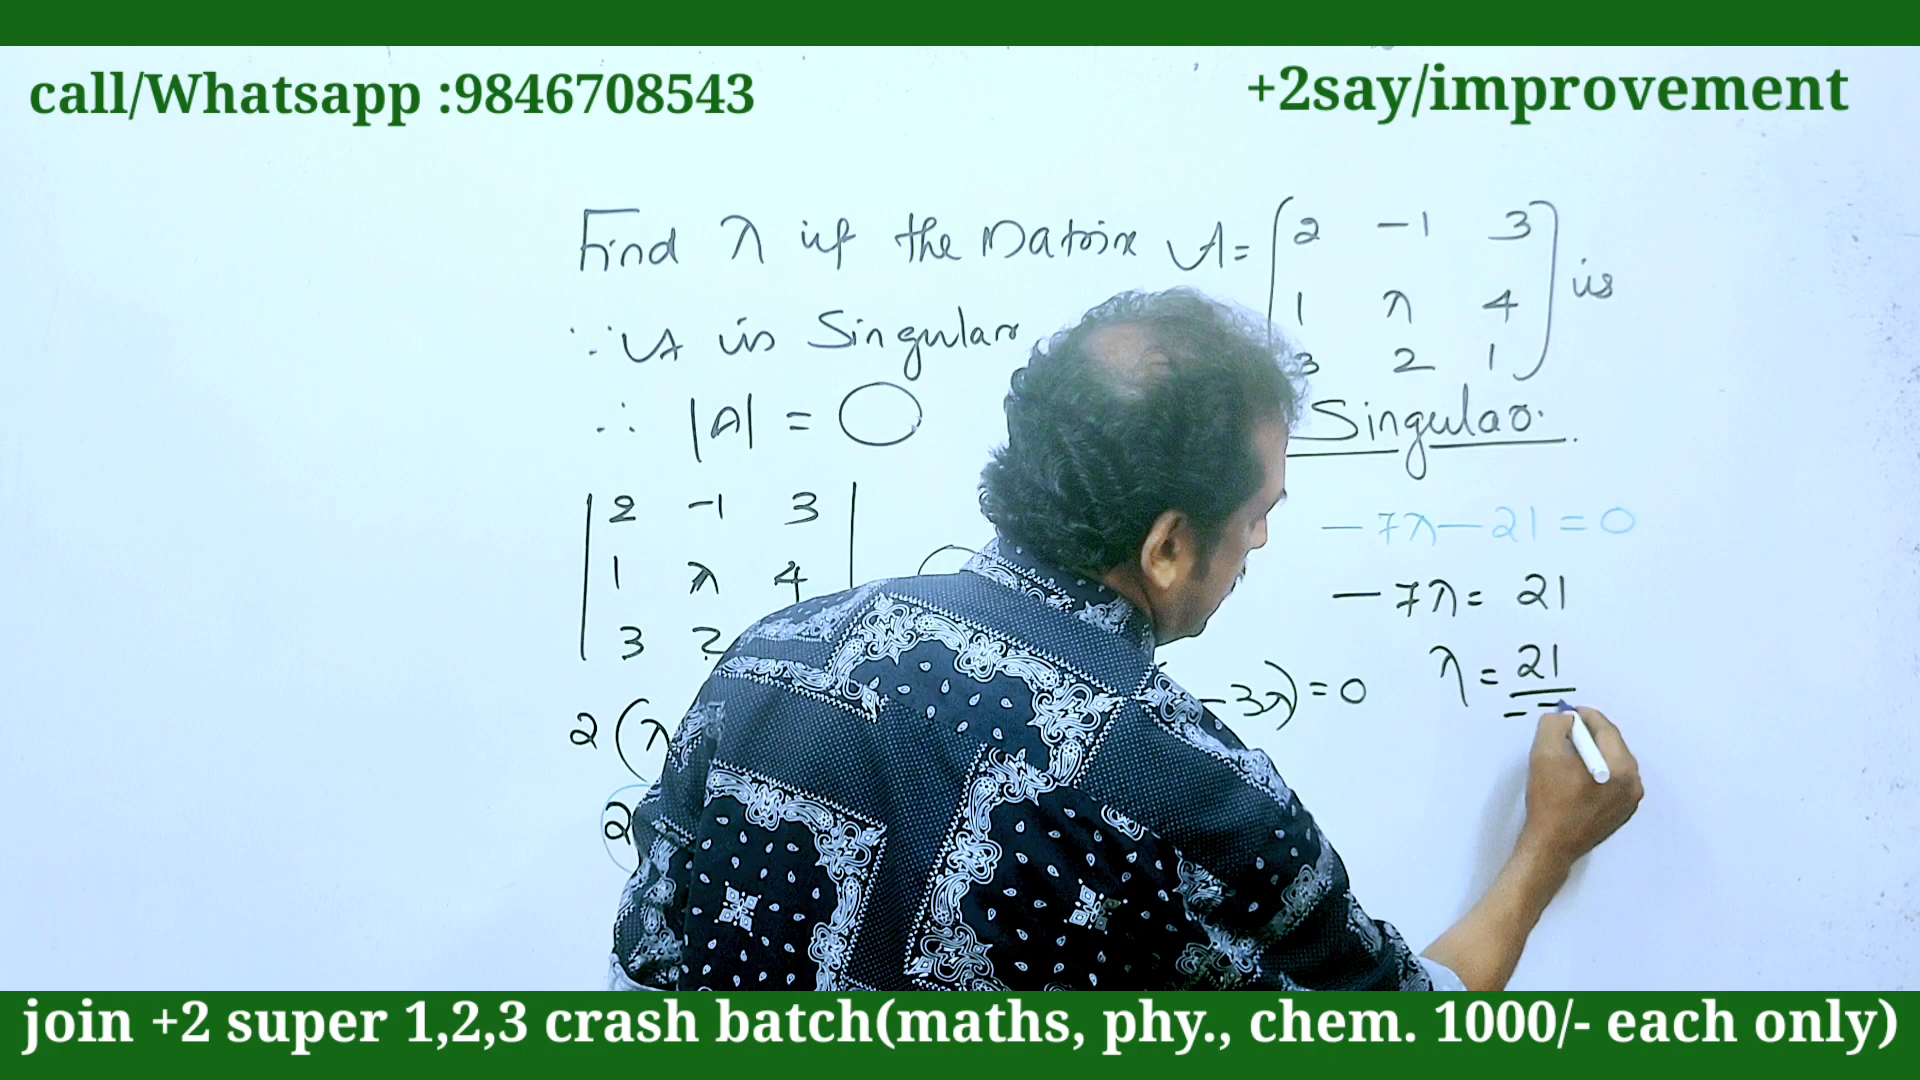 call/Whatsapp :9846708543
+2say/improvement
Find λ if the Matrix A = [2 -1 3
1 λ 4
3 2 1] is
Singular.
∵ A is Singular
∴ |A| = 0
| 2 -1 3 |
1 λ 4
3 2
2(λ
-3λ) = 0
2
-7λ-21=0
-7λ= 21
λ = 21
join +2 super 1,2,3 crash batch(maths, phy., chem. 1000/- each only)